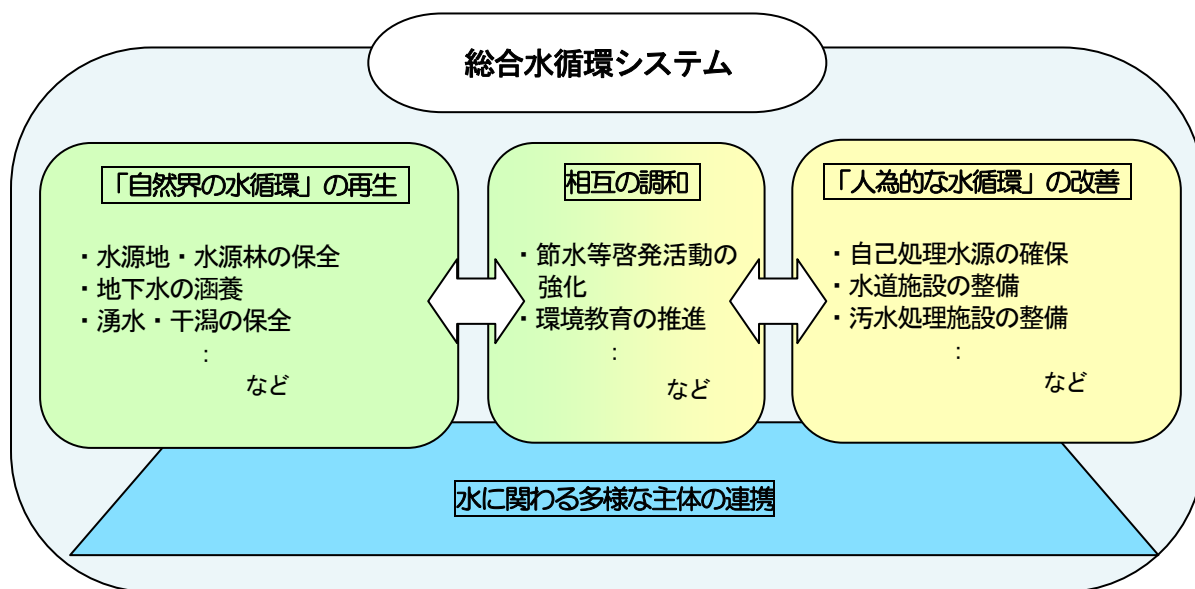 総合水循環システム
「自然界の水循環」の再生
・水源地・水源林の保全
・地下水の涵養
・湧水・干潟の保全
:
など
相互の調和
・節水等啓発活動の
強化
・環境教育の推進
:
など
「人為的な水循環」の改善
・自己処理水源の確保
・水道施設の整備
・汚水処理施設の整備
:
など
水に関わる多様な主体の連携